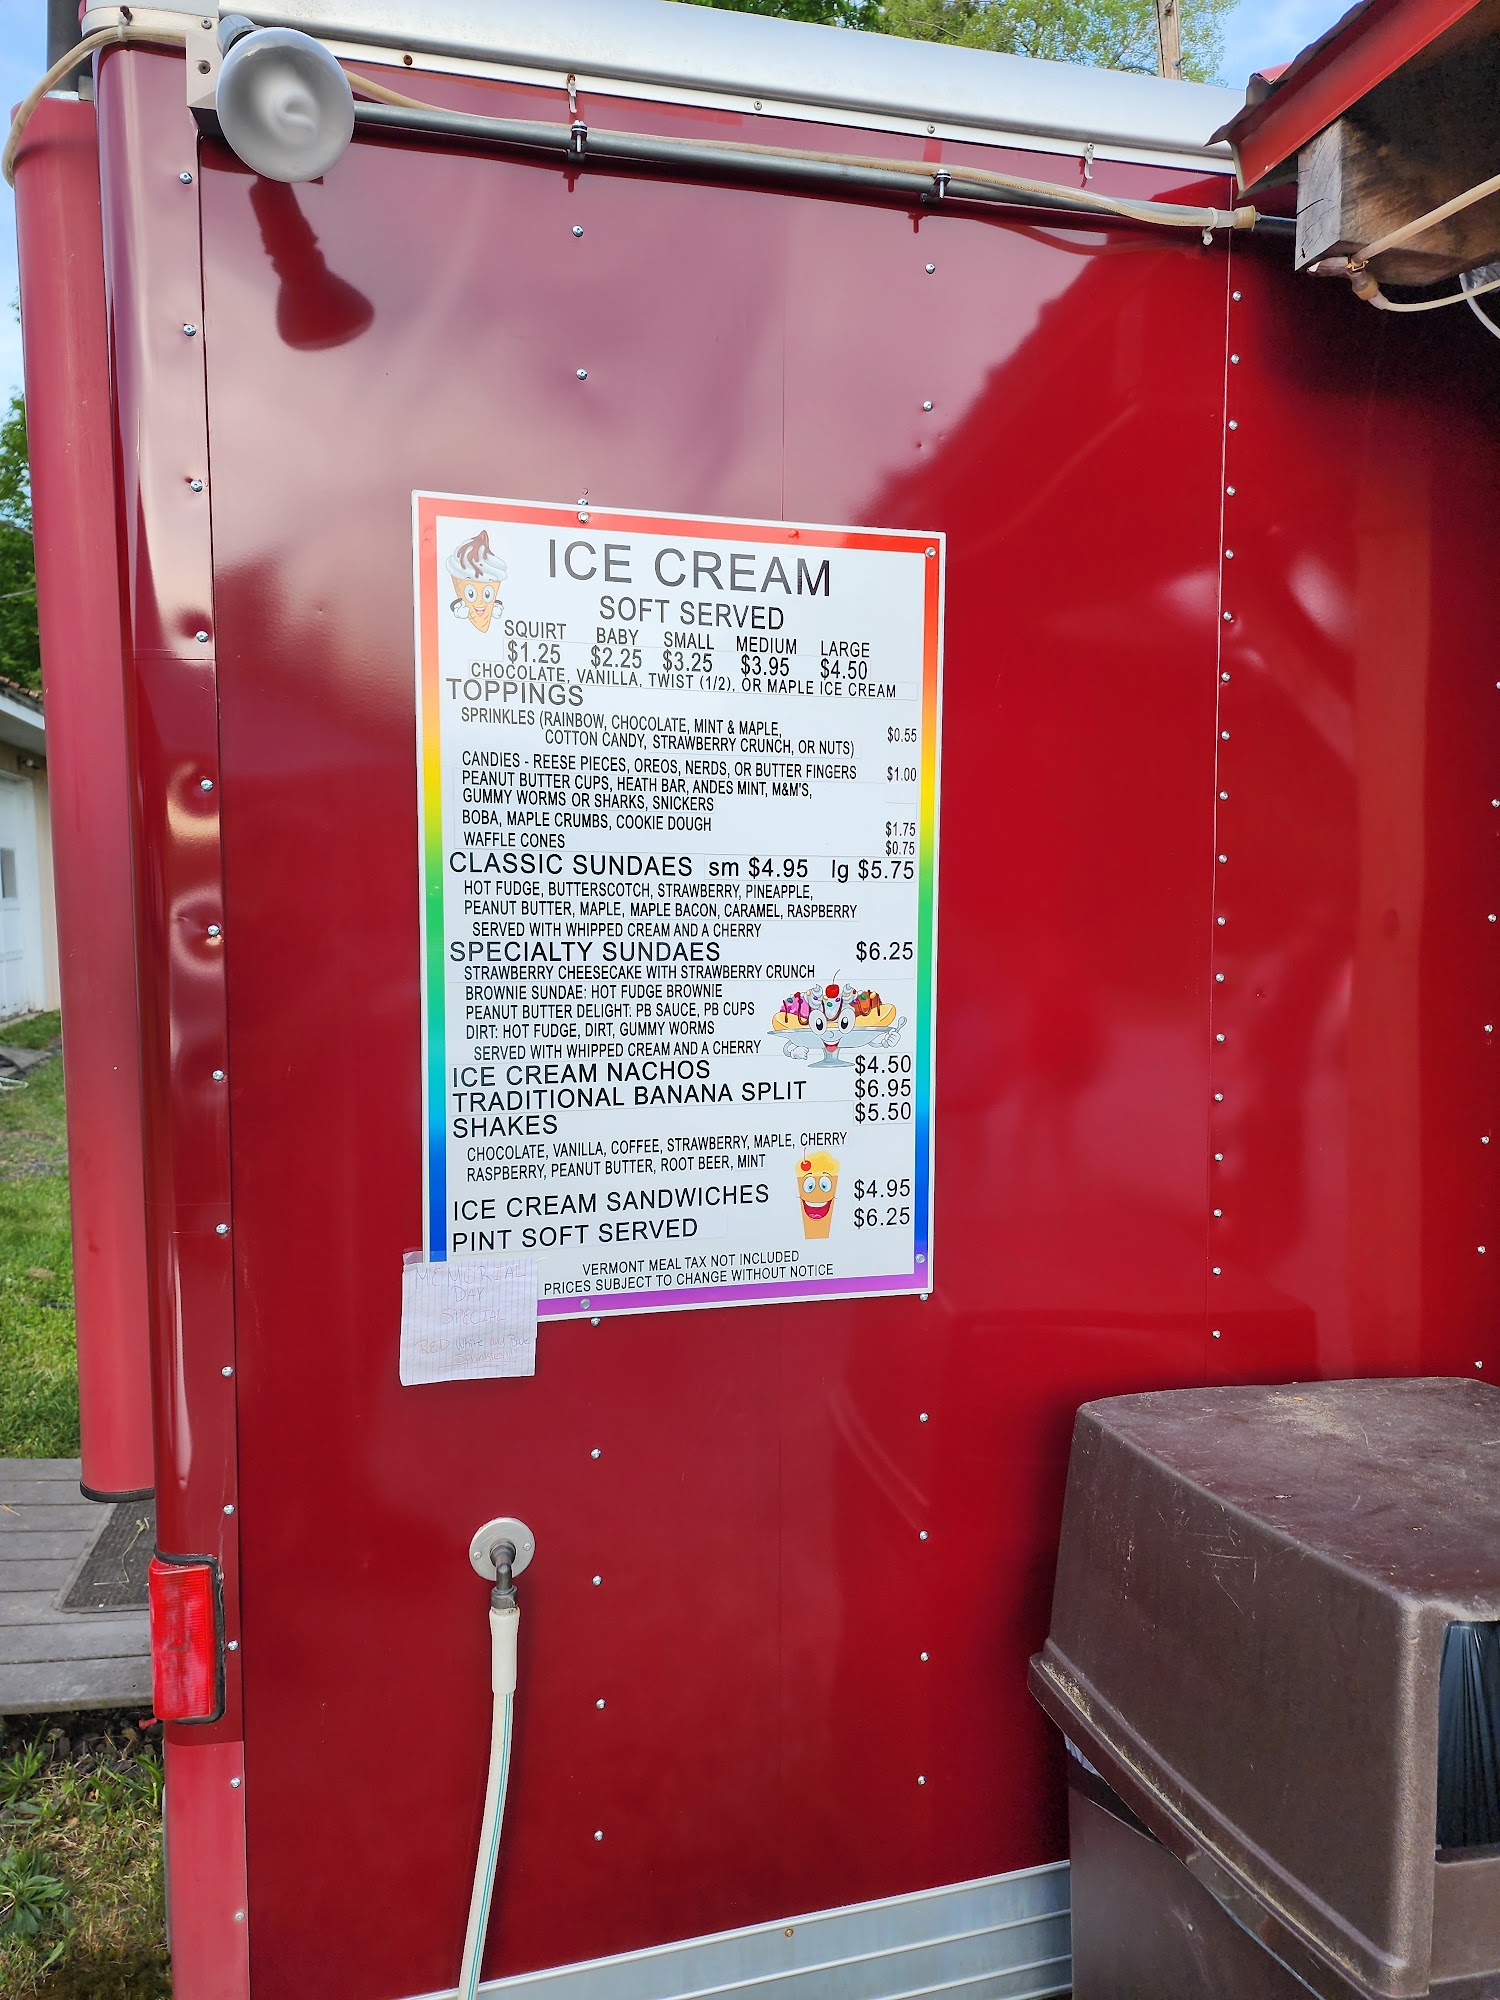 ICE CREAM
SOFT SERVED
SQUIRT BABY SMALL MEDIUM LARGE
$1.25 $2.25 $3.25 $3.95 $4.50
CHOCOLATE, VANILLA, TWIST (1/2), OR MAPLE ICE CREAM
TOPPINGS
SPRINKLES (RAINBOW, CHOCOLATE, MINT & MAPLE,
COTTON CANDY, STRAWBERRY CRUNCH, OR NUTS) $0.55
CANDIES - REESE PIECES, OREOS, NERDS, OR BUTTER FINGERS $1.00
PEANUT BUTTER CUPS, HEATH BAR, ANDES MINT, M&M'S,
GUMMY WORMS OR SHARKS, SNICKERS
BOBA, MAPLE CRUMBS, COOKIE DOUGH $1.75
WAFFLE CONES $0.75
CLASSIC SUNDAES sm $4.95 lg $5.75
HOT FUDGE, BUTTERSCOTCH, STRAWBERRY, PINEAPPLE,
PEANUT BUTTER, MAPLE, MAPLE BACON, CARAMEL, RASPBERRY
SERVED WITH WHIPPED CREAM AND A CHERRY
SPECIALTY SUNDAES $6.25
STRAWBERRY CHEESECAKE WITH STRAWBERRY CRUNCH
BROWNIE SUNDAE: HOT FUDGE BROWNIE
PEANUT BUTTER DELIGHT: PB SAUCE, PB CUPS
DIRT: HOT FUDGE, DIRT, GUMMY WORMS
SERVED WITH WHIPPED CREAM AND A CHERRY
ICE CREAM NACHOS $4.50
TRADITIONAL BANANA SPLIT $6.95
SHAKES $5.50
CHOCOLATE, VANILLA, COFFEE, STRAWBERRY, MAPLE, CHERRY
RASPBERRY, PEANUT BUTTER, ROOT BEER, MINT
ICE CREAM SANDWICHES $4.95
PINT SOFT SERVED $6.25
VERMONT MEAL TAX NOT INCLUDED
PRICES SUBJECT TO CHANGE WITHOUT NOTICE
MEMORIAL
DAY
SPECIAL
RED White and Blue
Sprinkles